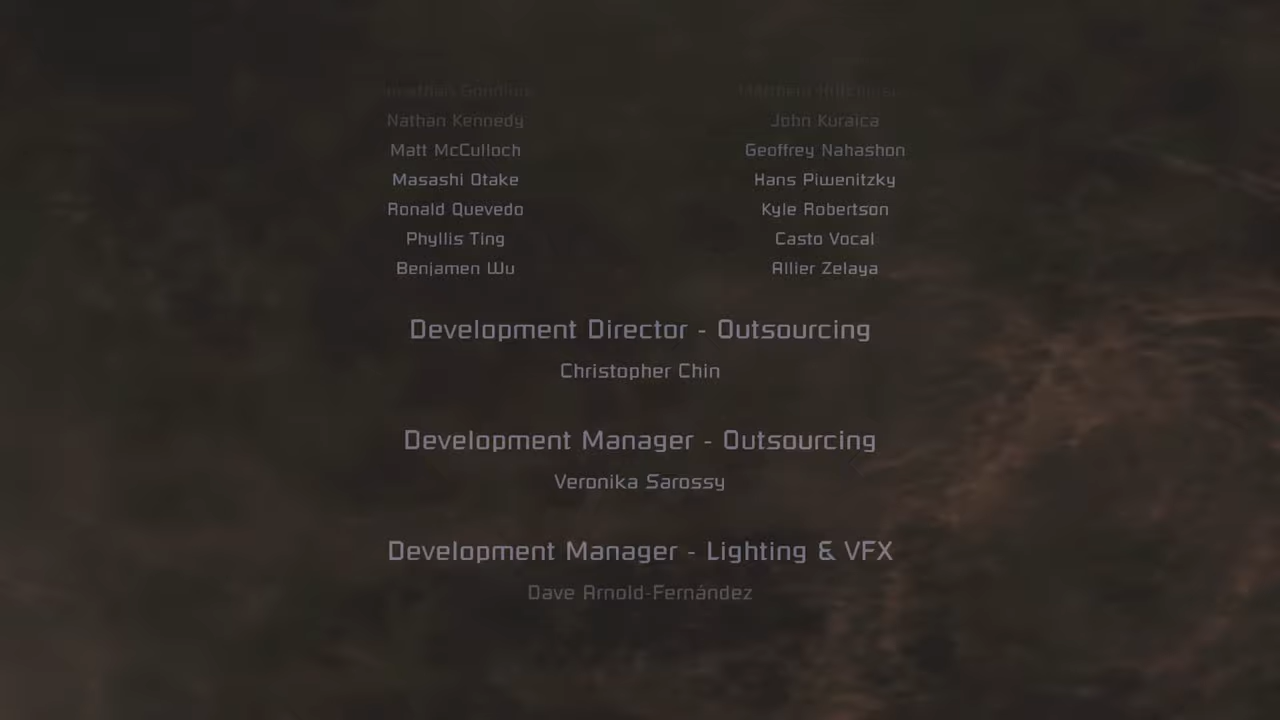 Nathan Kennedy John Kuraica
Matt McCulloch Geoffrey Nahashon
Masashi Otake Hans Piwenitzky
Ronald Quevedo Kyle Robertson
Phyllis Ting Casto Vocal
Benjamen Wu Allier Zelaya
Development Director - Outsourcing
Christopher Chin
Development Manager - Outsourcing
Veronika Sarossy
Development Manager - Lighting & VFX
Dave Arnold-Fernández